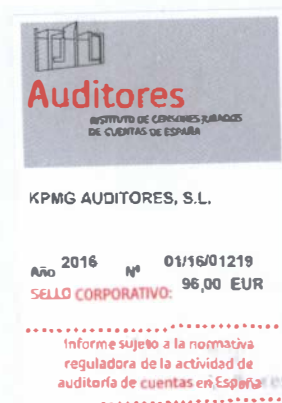 Auditores
INSTITUTO DE CENSORES JURADOS
DE CUENTAS DE ESPAÑA
KPMG AUDITORES, S.L.
Año 2016 Nº 01/16/01219
SELLO CORPORATIVO: 96,00 EUR
Informe sujeto a la normativa
reguladora de la actividad de
auditoría de cuentas en España